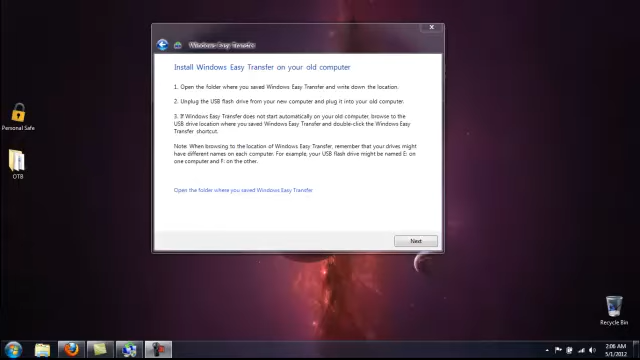 Windows Easy Transfer
Install Windows Easy Transfer on your old computer
1. Open the folder where you saved Windows Easy Transfer and write down the location.
2. Unplug the USB flash drive from your new computer and plug it into your old computer.
3. If Windows Easy Transfer does not start automatically on your old computer, browse to the
USB drive location where you saved Windows Easy Transfer and double-click the Windows Easy
Transfer shortcut.
Note: When browsing to the location of Windows Easy Transfer, remember that your drives might
have different names on each computer. For example, your USB flash drive might be named E: on
one computer and F: on the other.
Open the folder where you saved Windows Easy Transfer
Next
Personal Safe
OTB
Recycle Bin
2:06 AM
5/1/2012